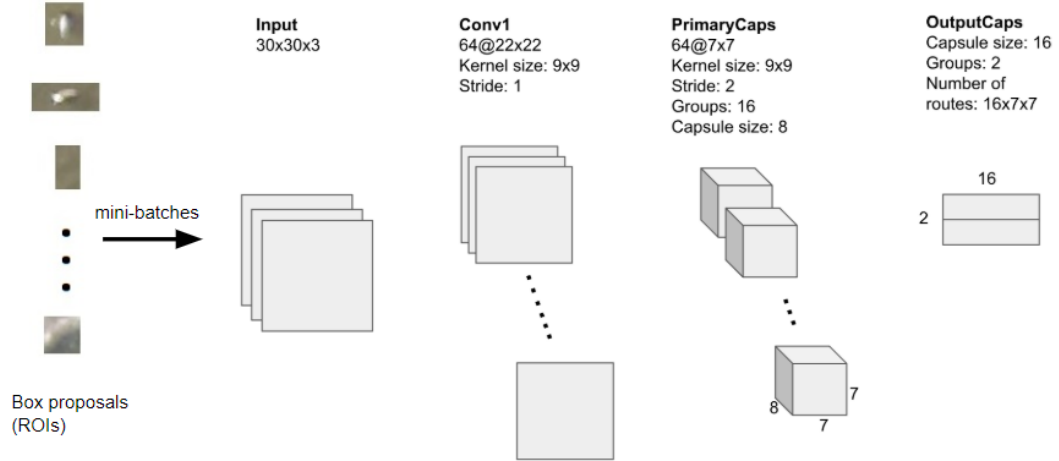 Input
30x30x3
Conv1
64@22x22
Kernel size: 9x9
Stride: 1
PrimaryCaps
64@7x7
Kernel size: 9x9
Stride: 2
Groups: 16
Capsule size: 8
OutputCaps
Capsule size: 16
Groups: 2
Number of
routes: 16x7x7
mini-batches
16
2
8
7
7
Box proposals
(ROIs)